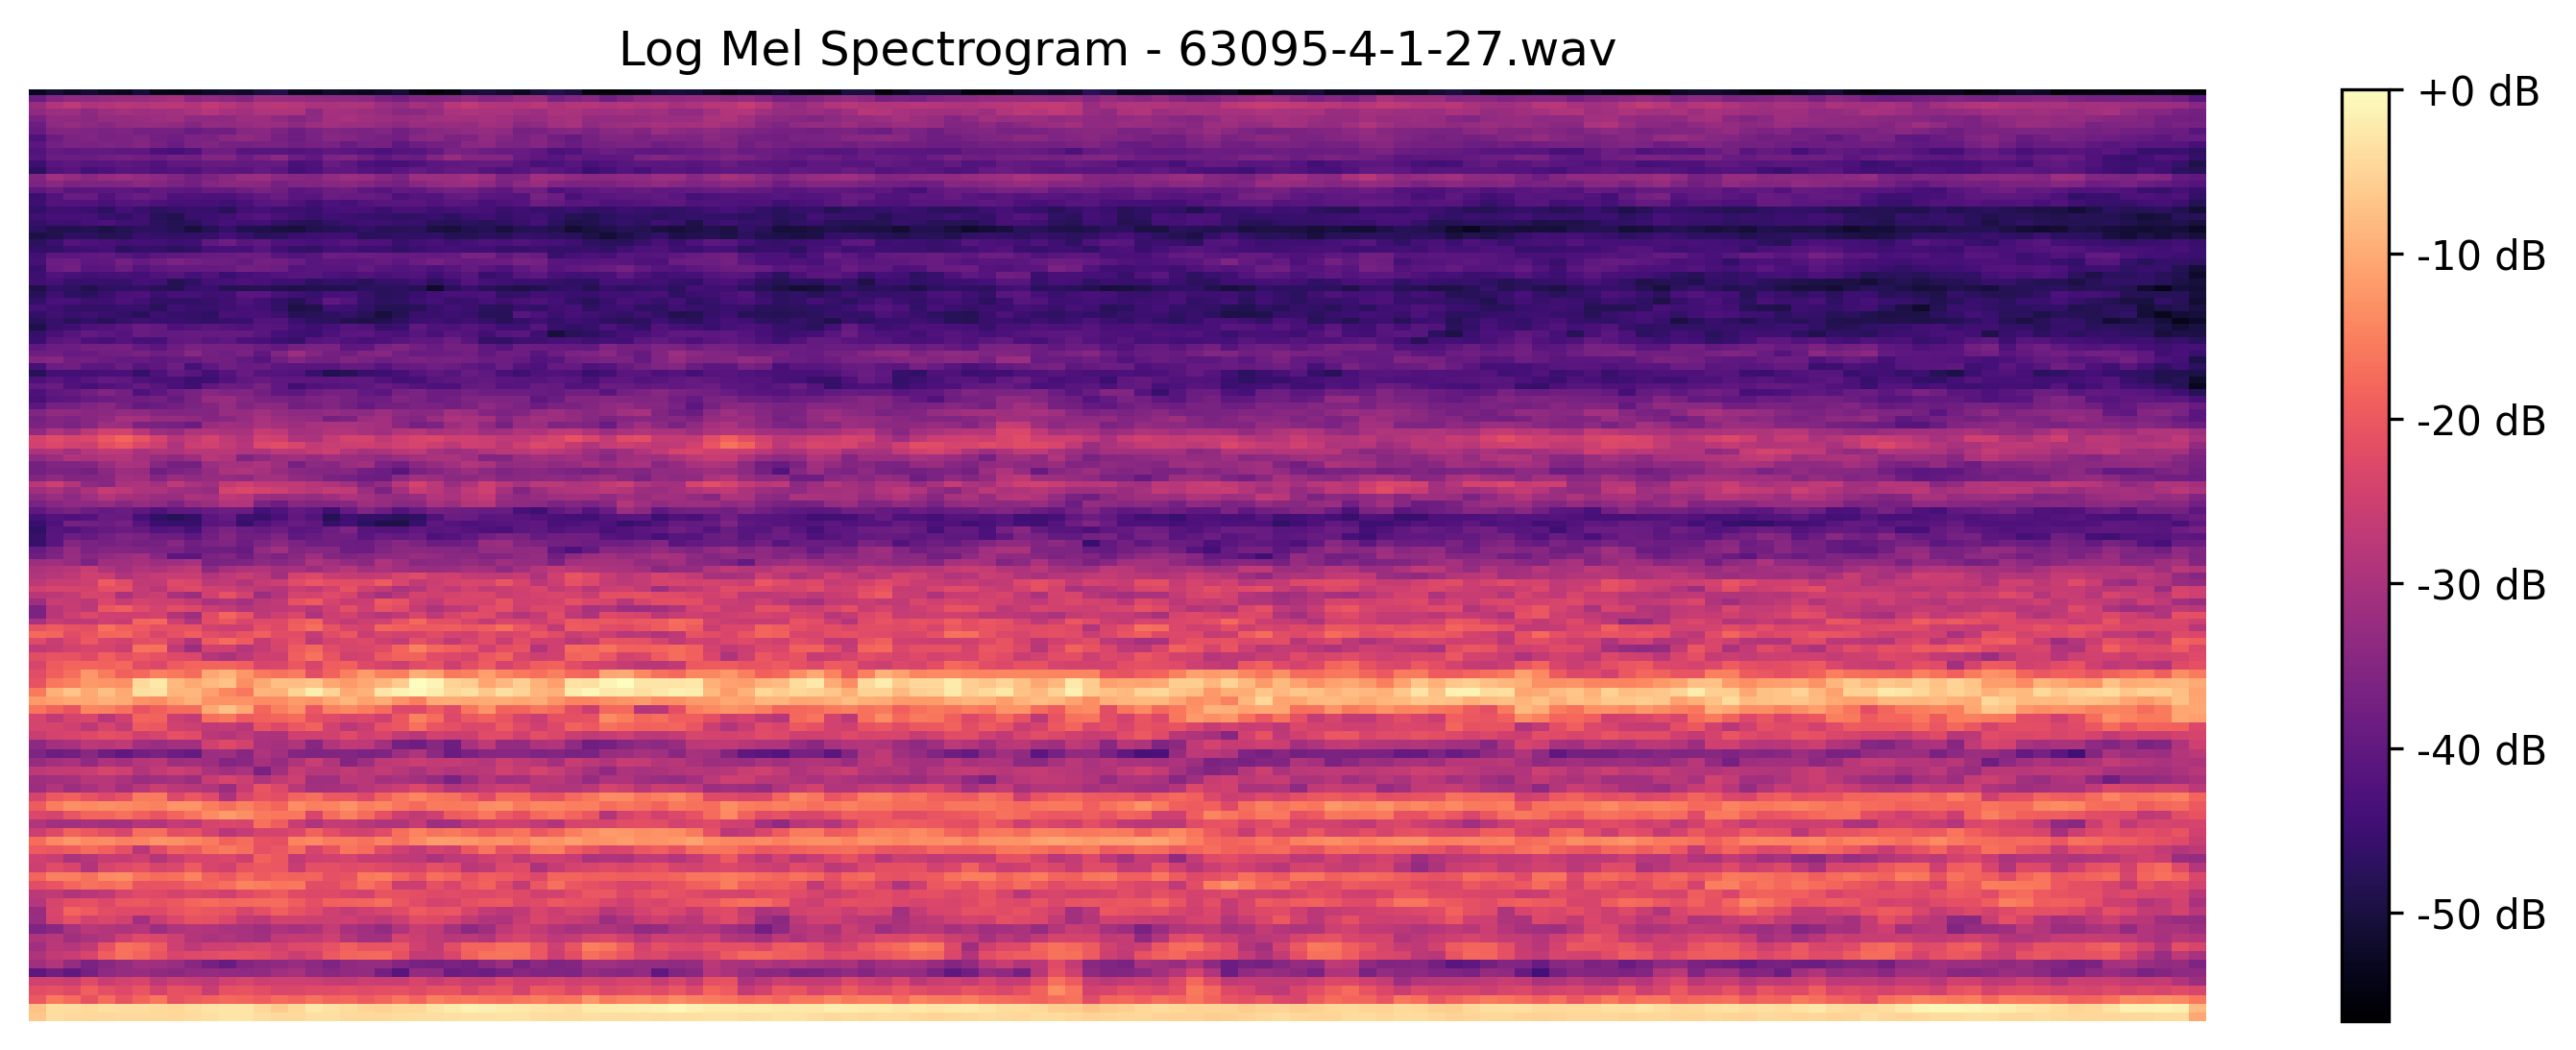 Log Mel Spectrogram - 63095-4-1-27.wav
+0 dB
-10 dB
-20 dB
-30 dB
-40 dB
-50 dB